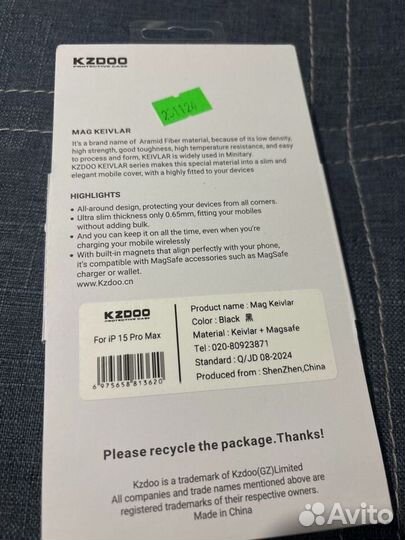 KZDOO
PROTECTIVE CASE
251124
MAG KEIVLAR
It's a brand name of Aramid Fiber material, because of its low density,
high strength, good toughness, high temperature resistance, and easy
to process and form, KEIVLAR is widely used in Minitary.
KZDOO KEIVLAR series makes this special material into a slim and
elegant mobile cover, with a highly fitted to your devices
HIGHLIGHTS
• All-around design, protecting your devices from all corners.
• Ultra slim thickness only 0.65mm, fitting your mobiles
without adding bulk.
• And you can keep it on all the time, even when you're
charging your mobile wirelessly
• With built-in magnets that align perfectly with your phone,
it's compatible with MagSafe accessories such as MagSafe
charger or wallet.
www.Kzdoo.cn
KZDOO
PROTECTIVE CASE
For iP 15 Pro Max
6 975658 813620
Product name : Mag Keivlar
Color : Black 黑
Material : Keivlar + Magsafe
Tel : 020-80923871
Standard : Q/JD 08-2024
Produced from : ShenZhen,China
Please recycle the package.Thanks!
Kzdoo is a trademark of Kzdoo(GZ)Limited
All companies and trade names mentioned above are
registered trademarks of their respective owners.
Made in China
Avito